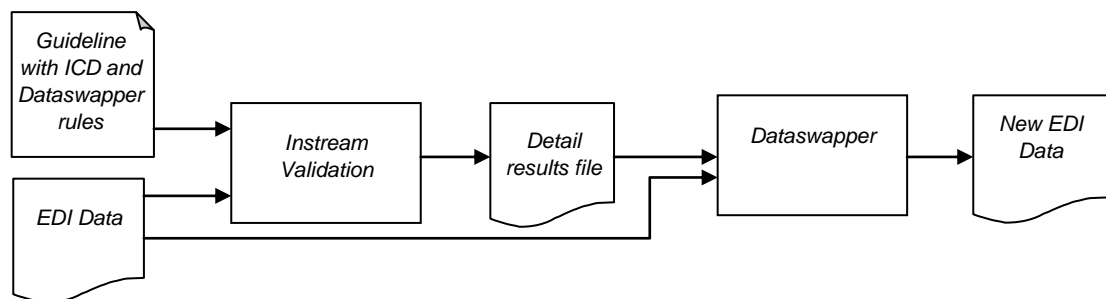 Guideline
with ICD and
Dataswapper
rules
EDI Data
Instream
Validation
Detail
results file
Dataswapper
New EDI
Data